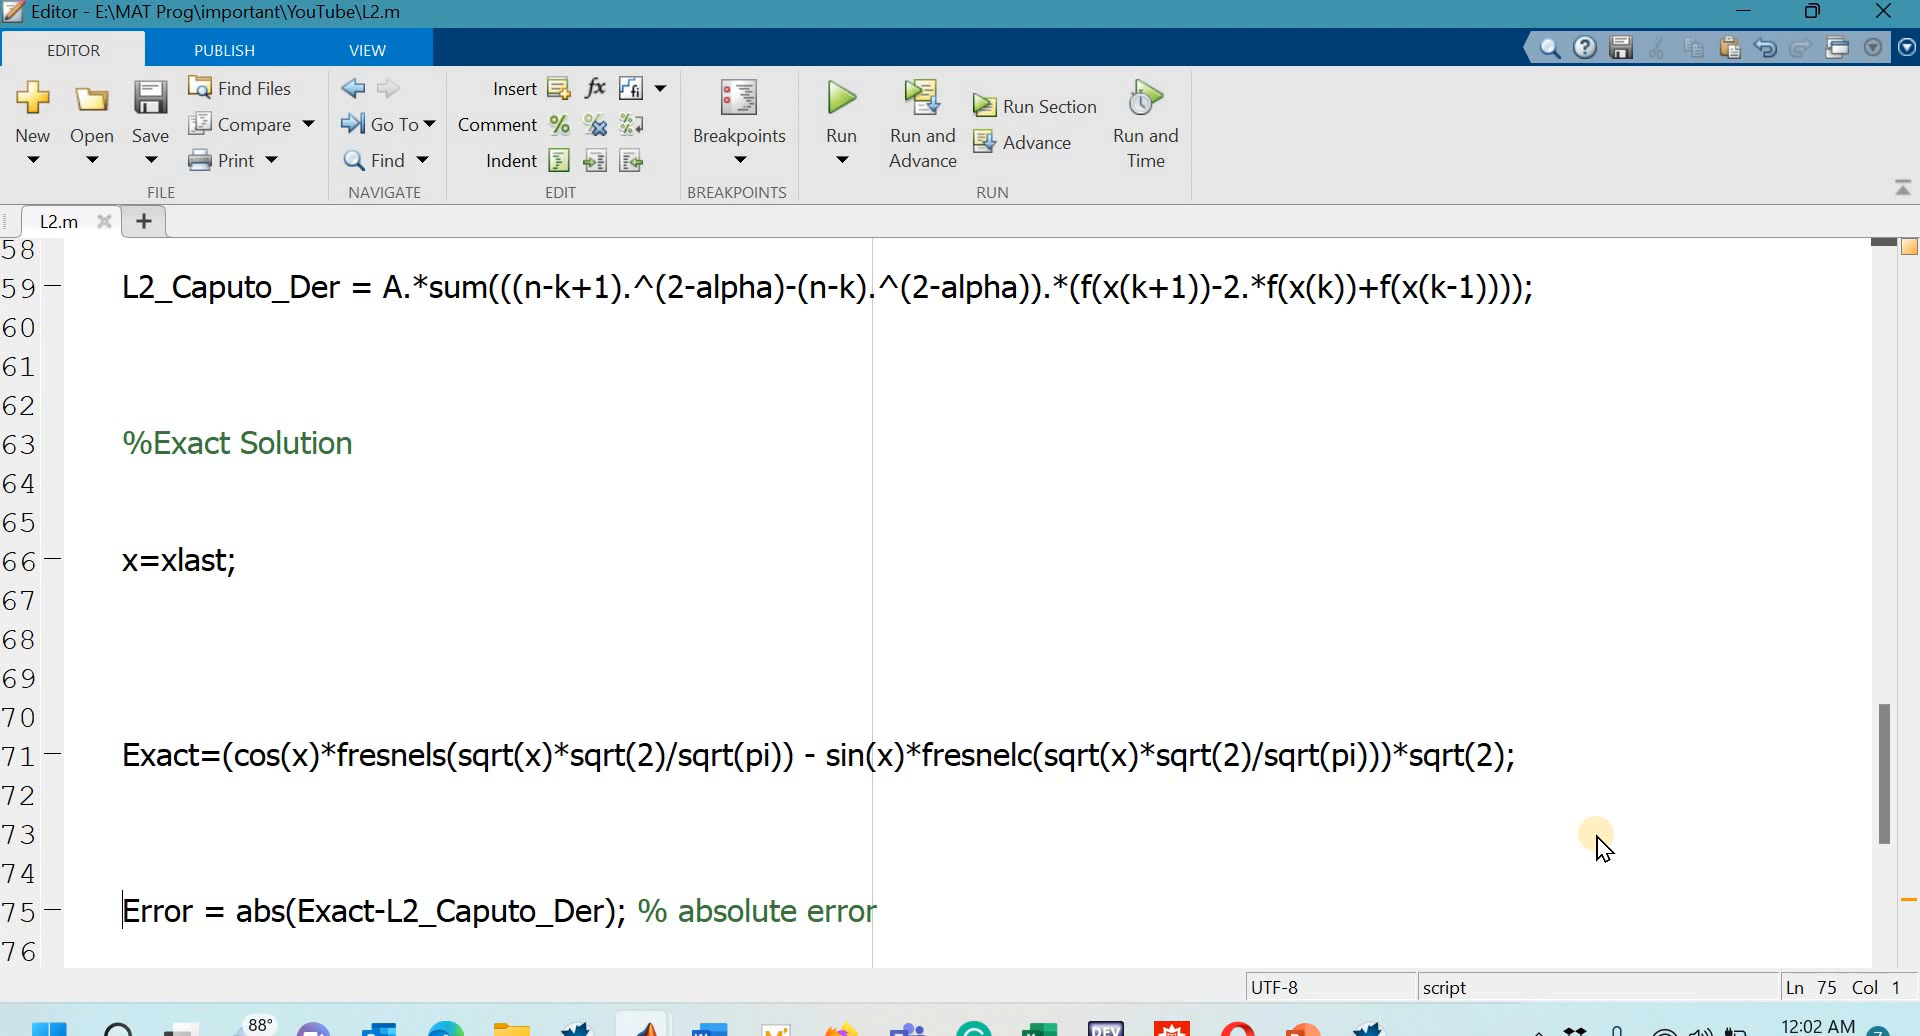 Editor - E:\MAT Prog\important\YouTube\L2.m
EDITOR PUBLISH VIEW
New Open Save Find Files Compare Print
FILE
Go To Find
NAVIGATE
Insert fx
Comment
Indent
EDIT
Breakpoints
BREAKPOINTS
Run Run and Advance Run Section Advance Run and Time
RUN
L2.m
58
59 L2_Caputo_Der = A.*sum(((n-k+1).^(2-alpha)-(n-k).^(2-alpha)).*(f(x(k+1))-2.*f(x(k))+f(x(k-1))));
60
61
62
63 %Exact Solution
64
65
66 x=xlast;
67
68
69
70
71 Exact=(cos(x)*fresnels(sqrt(x)*sqrt(2)/sqrt(pi)) - sin(x)*fresnelc(sqrt(x)*sqrt(2)/sqrt(pi)))*sqrt(2);
72
73
74
75 Error = abs(Exact-L2_Caputo_Der); % absolute error
76
UTF-8 script Ln 75 Col 1
88° DEV 12:02 AM